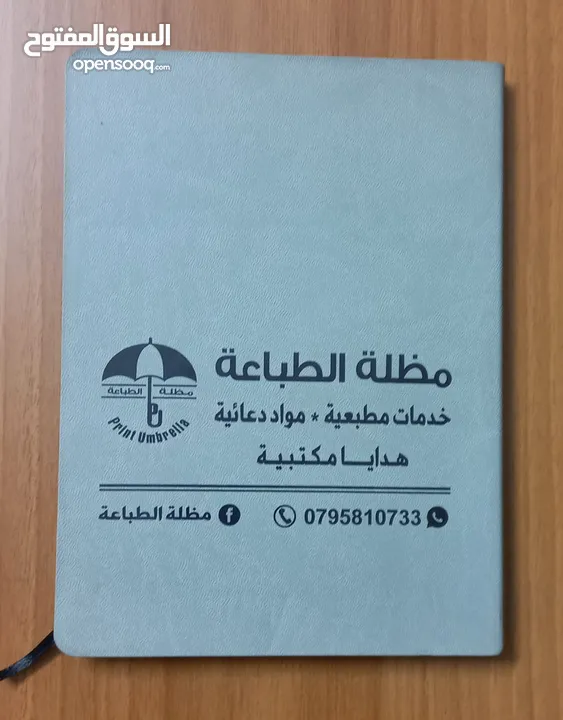 السوق المفتوح
opensooq.com
مظلة الطباعة
خدمات مطبعية * مواد دعائية
هدايا مكتبية
0795810733
مظلة الطباعة
مظلة الطباعة
PU
Print Umbrella